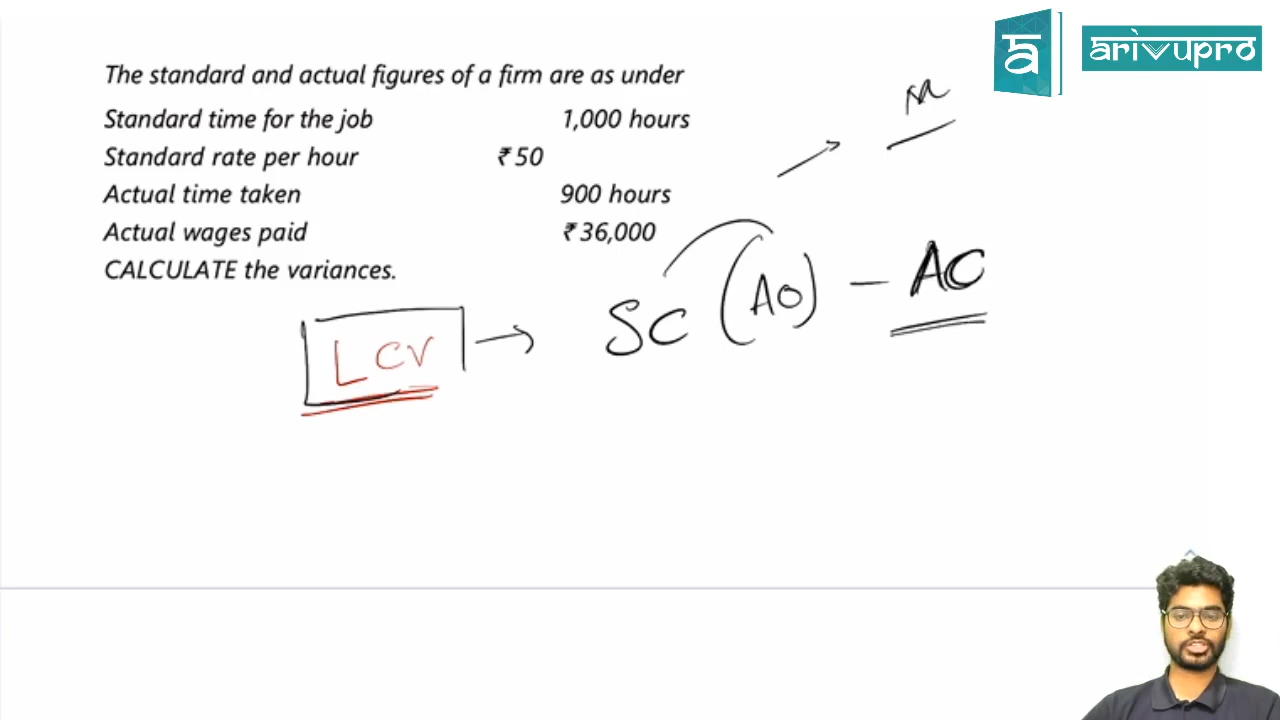 arivupro
The standard and actual figures of a firm are as under
Standard time for the job 1,000 hours
Standard rate per hour ₹50
Actual time taken 900 hours
Actual wages paid ₹36,000
CALCULATE the variances.
LCV → SC (AO) – AC